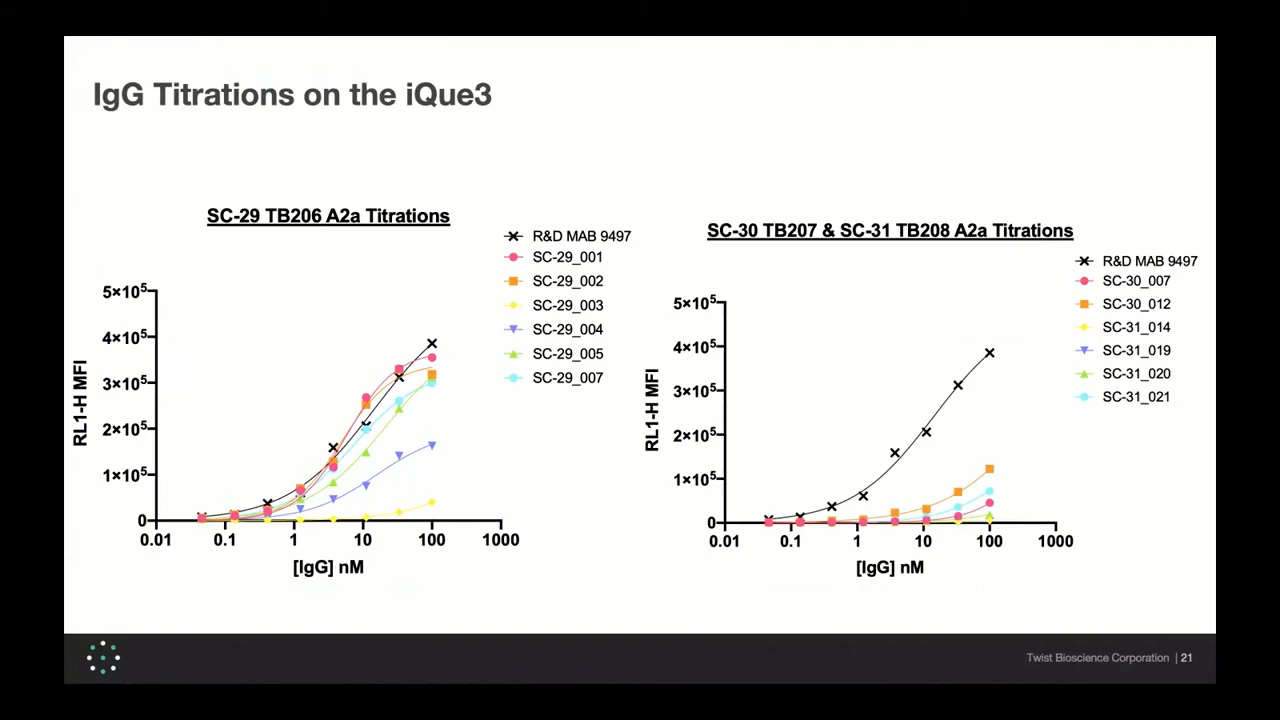 IgG Titrations on the iQue3
SC-29 TB206 A2a Titrations
R&D MAB 9497
SC-29_001
SC-29_002
SC-29_003
SC-29_004
SC-29_005
SC-29_007
5×10⁵
4×10⁵
3×10⁵
2×10⁵
1×10⁵
0
RL1-H MFI
0.01 0.1 1 10 100 1000
[IgG] nM
SC-30 TB207 & SC-31 TB208 A2a Titrations
R&D MAB 9497
SC-30_007
SC-30_012
SC-31_014
SC-31_019
SC-31_020
SC-31_021
5×10⁵
4×10⁵
3×10⁵
2×10⁵
1×10⁵
0
RL1-H MFI
0.01 0.1 1 10 100 1000
[IgG] nM
Twist Bioscience Corporation | 21